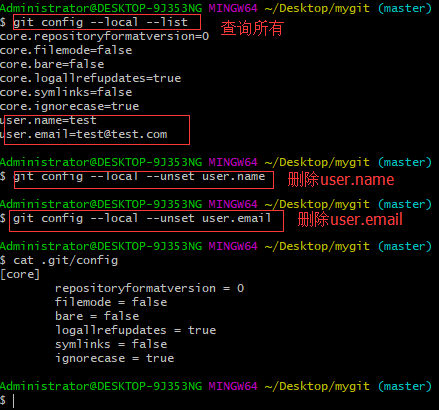 Administrator@DESKTOP-9J353NG MINGW64 ~/Desktop/mygit (master)
$ git config --local --list 查询所有
core.repositoryformatversion=0
core.filemode=false
core.bare=false
core.logallrefupdates=true
core.symlinks=false
core.ignorecase=true
user.name=test
user.email=test@test.com
Administrator@DESKTOP-9J353NG MINGW64 ~/Desktop/mygit (master)
$ git config --local --unset user.name 删除user.name
Administrator@DESKTOP-9J353NG MINGW64 ~/Desktop/mygit (master)
$ git config --local --unset user.email 删除user.email
Administrator@DESKTOP-9J353NG MINGW64 ~/Desktop/mygit (master)
$ cat .git/config
[core]
repositoryformatversion = 0
filemode = false
bare = false
logallrefupdates = true
symlinks = false
ignorecase = true
Administrator@DESKTOP-9J353NG MINGW64 ~/Desktop/mygit (master)
$